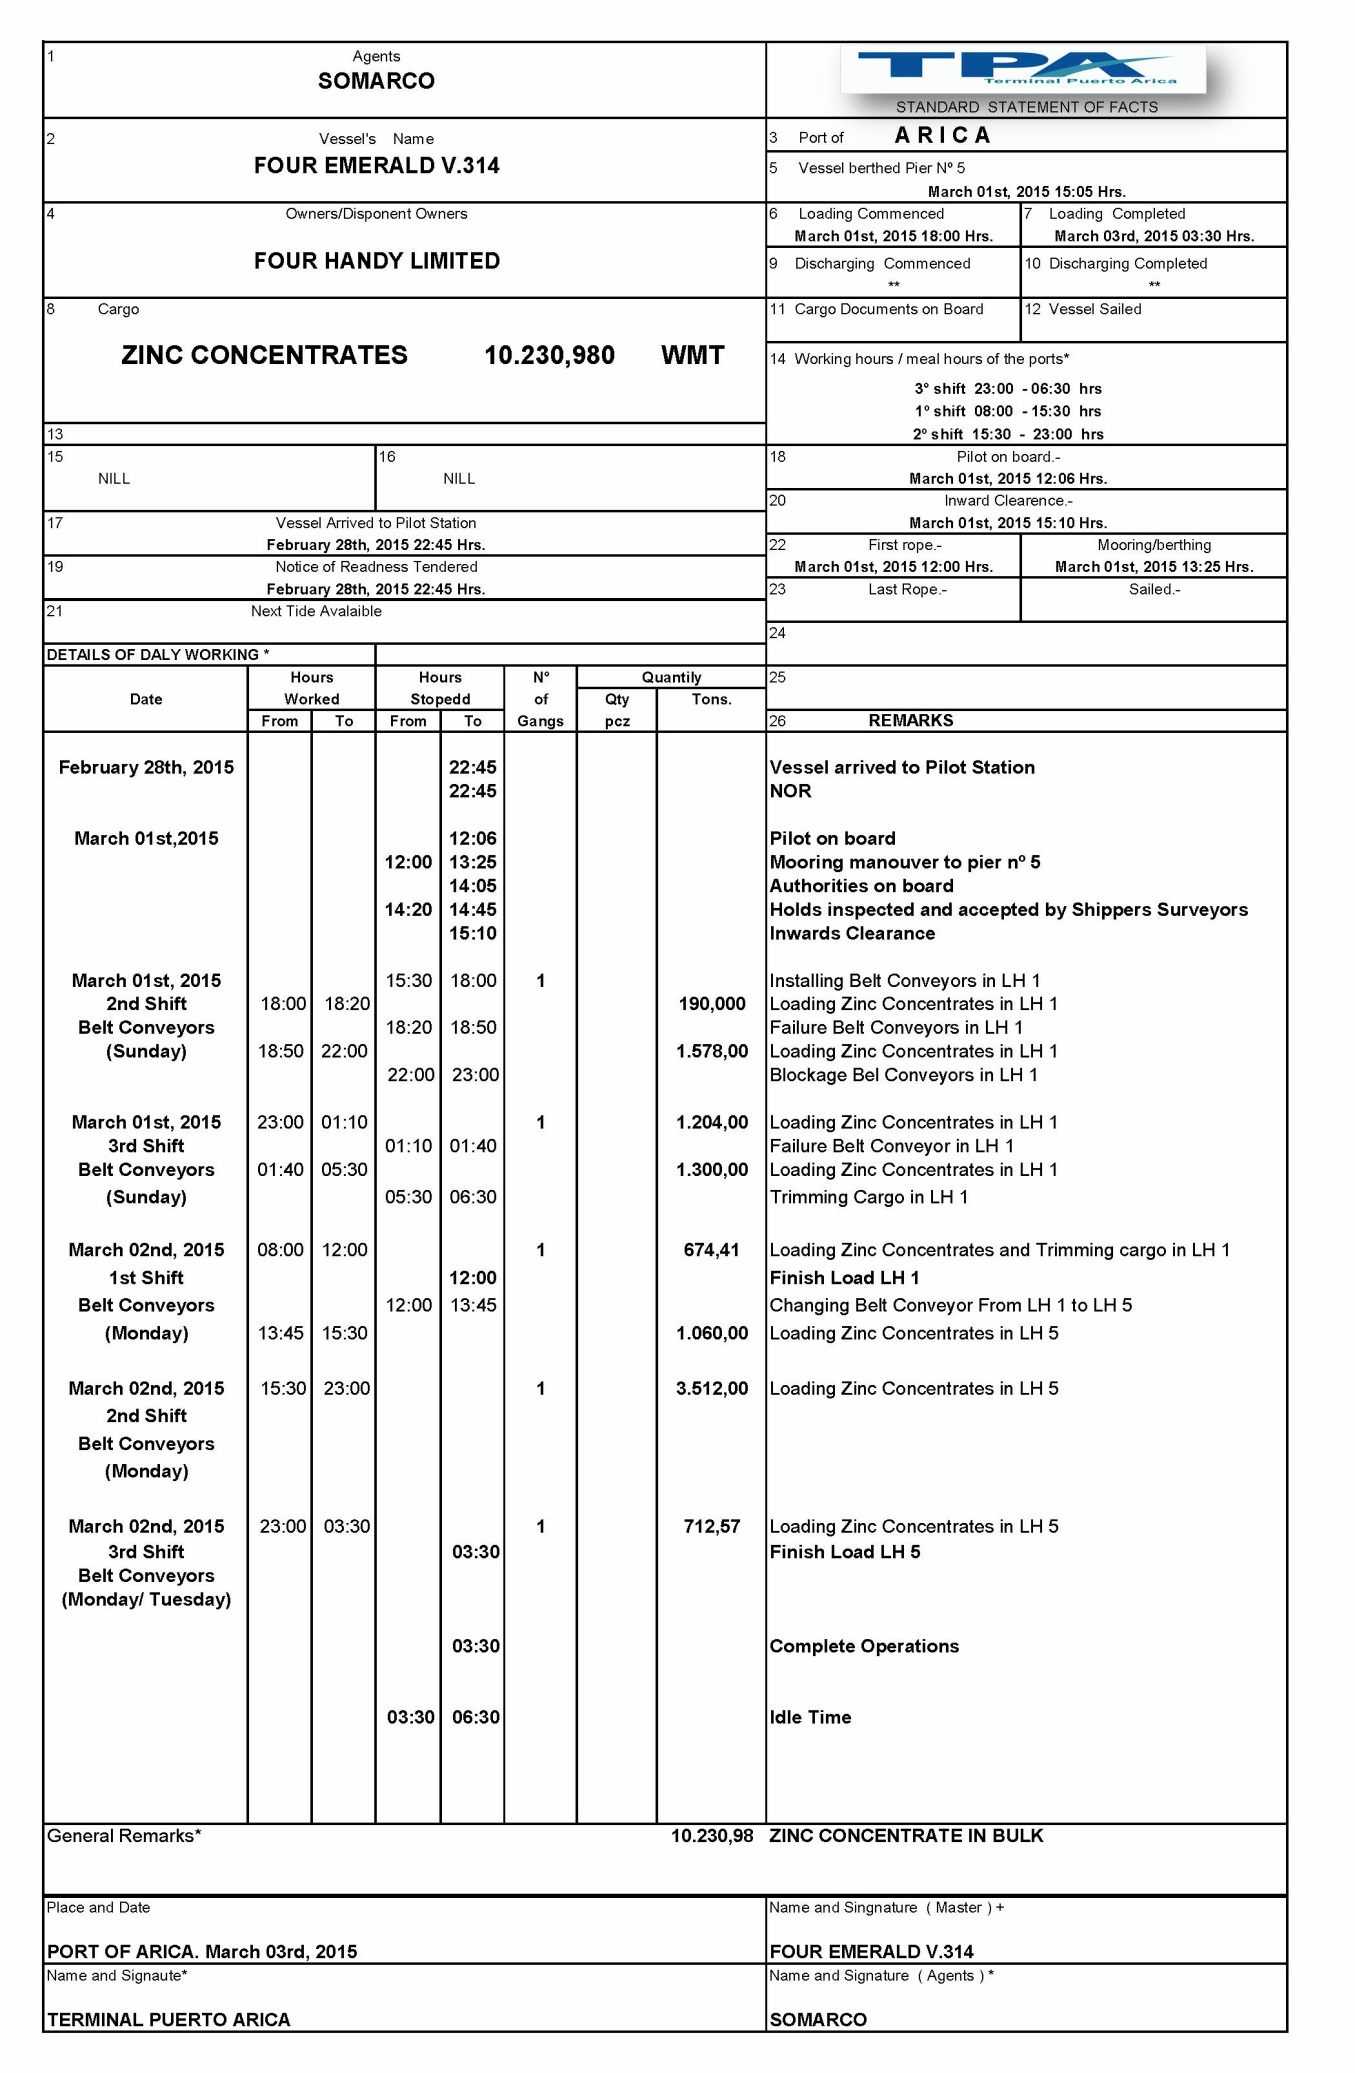 1 Agents
SOMARCO
TPA
Terminal Puerto Arica
STANDARD STATEMENT OF FACTS
2 Vessel's Name
FOUR EMERALD V.314
3 Port of ARICA
5 Vessel berthed Pier Nº 5
March 01st, 2015 15:05 Hrs.
4 Owners/Disponent Owners
FOUR HANDY LIMITED
6 Loading Commenced
March 01st, 2015 18:00 Hrs.
7 Loading Completed
March 03rd, 2015 03:30 Hrs.
9 Discharging Commenced
**
10 Discharging Completed
**
8 Cargo
ZINC CONCENTRATES 10.230,980 WMT
11 Cargo Documents on Board
12 Vessel Sailed
14 Working hours / meal hours of the ports*
3º shift 23:00 - 06:30 hrs
1º shift 08:00 - 15:30 hrs
2º shift 15:30 - 23:00 hrs
13
15
NILL
16
NILL
18 Pilot on board.-
March 01st, 2015 12:06 Hrs.
20 Inward Clearence.-
March 01st, 2015 15:10 Hrs.
17 Vessel Arrived to Pilot Station
February 28th, 2015 22:45 Hrs.
19 Notice of Readness Tendered
February 28th, 2015 22:45 Hrs.
22 First rope.-
March 01st, 2015 12:00 Hrs.
Mooring/berthing
March 01st, 2015 13:25 Hrs.
21 Next Tide Avalaible
23 Last Rope.-
Sailed.-
24
DETAILS OF DALY WORKING *
25
Date
Hours Worked
From To
Hours Stopedd
From To
N° of Gangs
Quantily
Qty pcz
Tons.
26 REMARKS
February 28th, 2015 22:45 Vessel arrived to Pilot Station
22:45 NOR
March 01st,2015 12:06 Pilot on board
12:00 13:25 Mooring manouver to pier nº 5
14:05 Authorities on board
14:20 14:45 Holds inspected and accepted by Shippers Surveyors
15:10 Inwards Clearance
March 01st, 2015 15:30 18:00 1 Installing Belt Conveyors in LH 1
2nd Shift 18:00 18:20 190,000 Loading Zinc Concentrates in LH 1
Belt Conveyors 18:20 18:50 Failure Belt Conveyors in LH 1
(Sunday) 18:50 22:00 1.578,00 Loading Zinc Concentrates in LH 1
22:00 23:00 Blockage Bel Conveyors in LH 1
March 01st, 2015 23:00 01:10 1 1.204,00 Loading Zinc Concentrates in LH 1
3rd Shift 01:10 01:40 Failure Belt Conveyor in LH 1
Belt Conveyors 01:40 05:30 1.300,00 Loading Zinc Concentrates in LH 1
(Sunday) 05:30 06:30 Trimming Cargo in LH 1
March 02nd, 2015 08:00 12:00 1 674,41 Loading Zinc Concentrates and Trimming cargo in LH 1
1st Shift 12:00 Finish Load LH 1
Belt Conveyors 12:00 13:45 Changing Belt Conveyor From LH 1 to LH 5
(Monday) 13:45 15:30 1.060,00 Loading Zinc Concentrates in LH 5
March 02nd, 2015 15:30 23:00 1 3.512,00 Loading Zinc Concentrates in LH 5
2nd Shift
Belt Conveyors
(Monday)
March 02nd, 2015 23:00 03:30 1 712,57 Loading Zinc Concentrates in LH 5
3rd Shift 03:30 Finish Load LH 5
Belt Conveyors
(Monday/ Tuesday)
03:30 Complete Operations
03:30 06:30 Idle Time
General Remarks* 10.230,98 ZINC CONCENTRATE IN BULK
Place and Date
PORT OF ARICA. March 03rd, 2015
Name and Singnature ( Master ) +
FOUR EMERALD V.314
Name and Signaute*
TERMINAL PUERTO ARICA
Name and Signature ( Agents ) *
SOMARCO